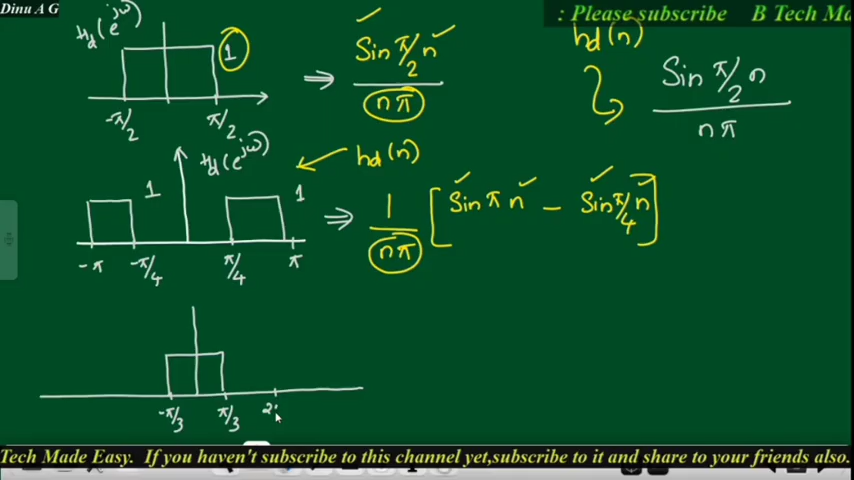 Dinu A G
: Please subscribe B Tech Ma
Hd(e^jω)
1
-π/2 π/2
⇒ Sin π/2 n / nπ
hd(n)
Sin π/2 n / nπ
Hd(e^jω)
hd(n)
1 1
-π -π/4 π/4 π
⇒ 1/nπ [Sin π n - Sin π/4 n]
-π/3 π/3 2
Tech Made Easy. If you haven't subscribe to this channel yet,subscribe to it and share to your friends also.